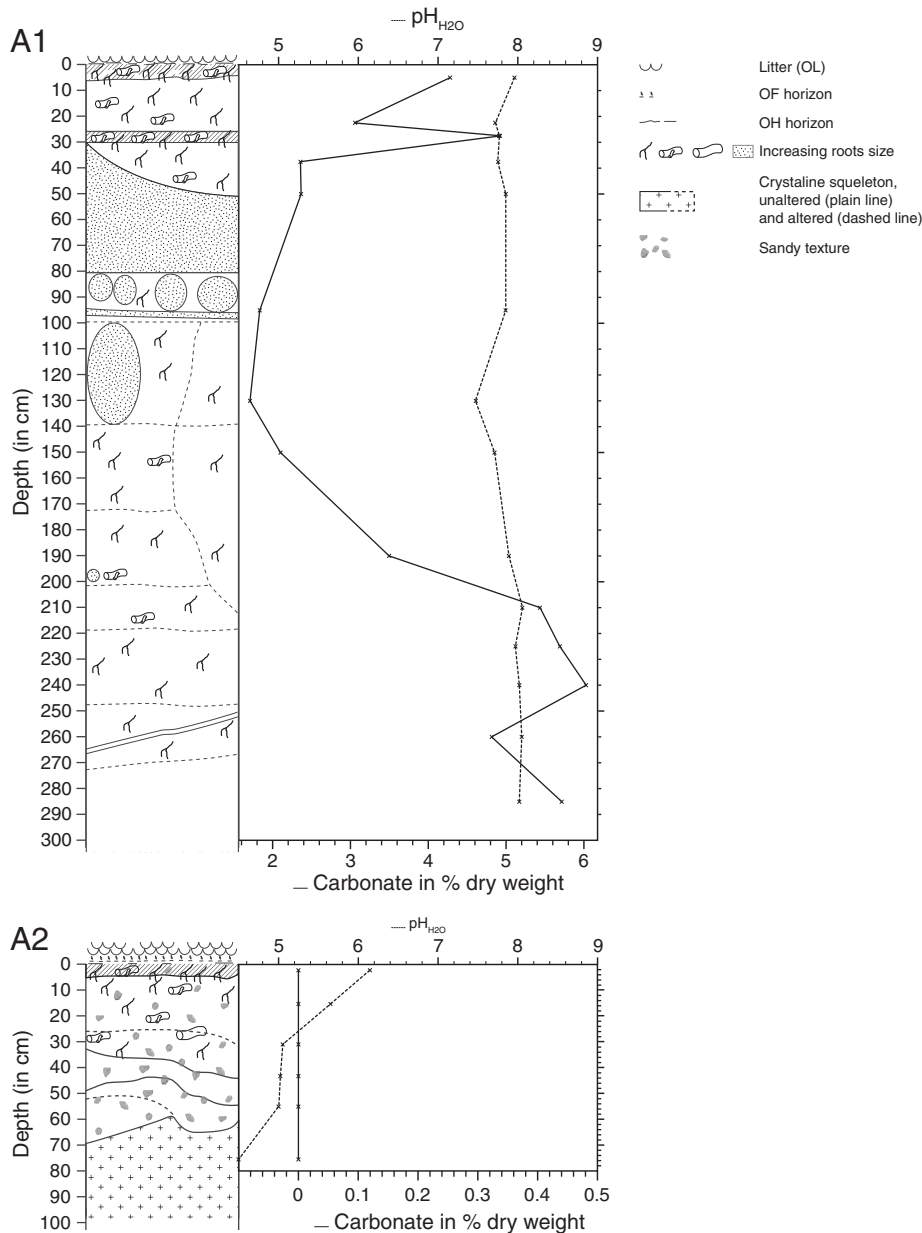 A1
pH H2O
5 6 7 8 9
Litter (OL)
OF horizon
OH horizon
Increasing roots size
Crystaline squeleton,
unaltered (plain line)
and altered (dashed line)
Sandy texture
Depth (in cm)
0
10
20
30
40
50
60
70
80
90
100
110
120
130
140
150
160
170
180
190
200
210
220
230
240
250
260
270
280
290
300
2 3 4 5 6
Carbonate in % dry weight
A2
pH H2O
5 6 7 8 9
Depth (in cm)
0
10
20
30
40
50
60
70
80
90
100
0 0.1 0.2 0.3 0.4 0.5
Carbonate in % dry weight